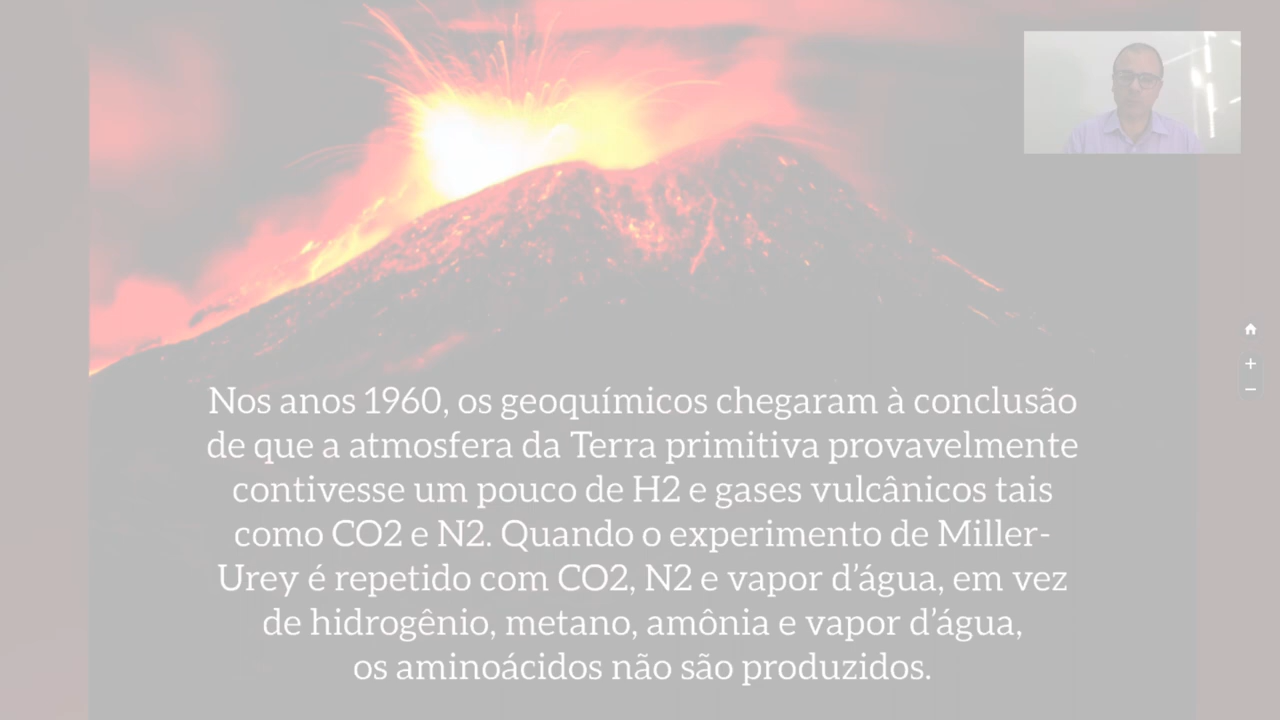 Nos anos 1960, os geoquímicos chegaram à conclusão
de que a atmosfera da Terra primitiva provavelmente
contivesse um pouco de H2 e gases vulcânicos tais
como CO2 e N2. Quando o experimento de Miller-
Urey é repetido com CO2, N2 e vapor d’água, em vez
de hidrogênio, metano, amônia e vapor d’água,
os aminoácidos não são produzidos.